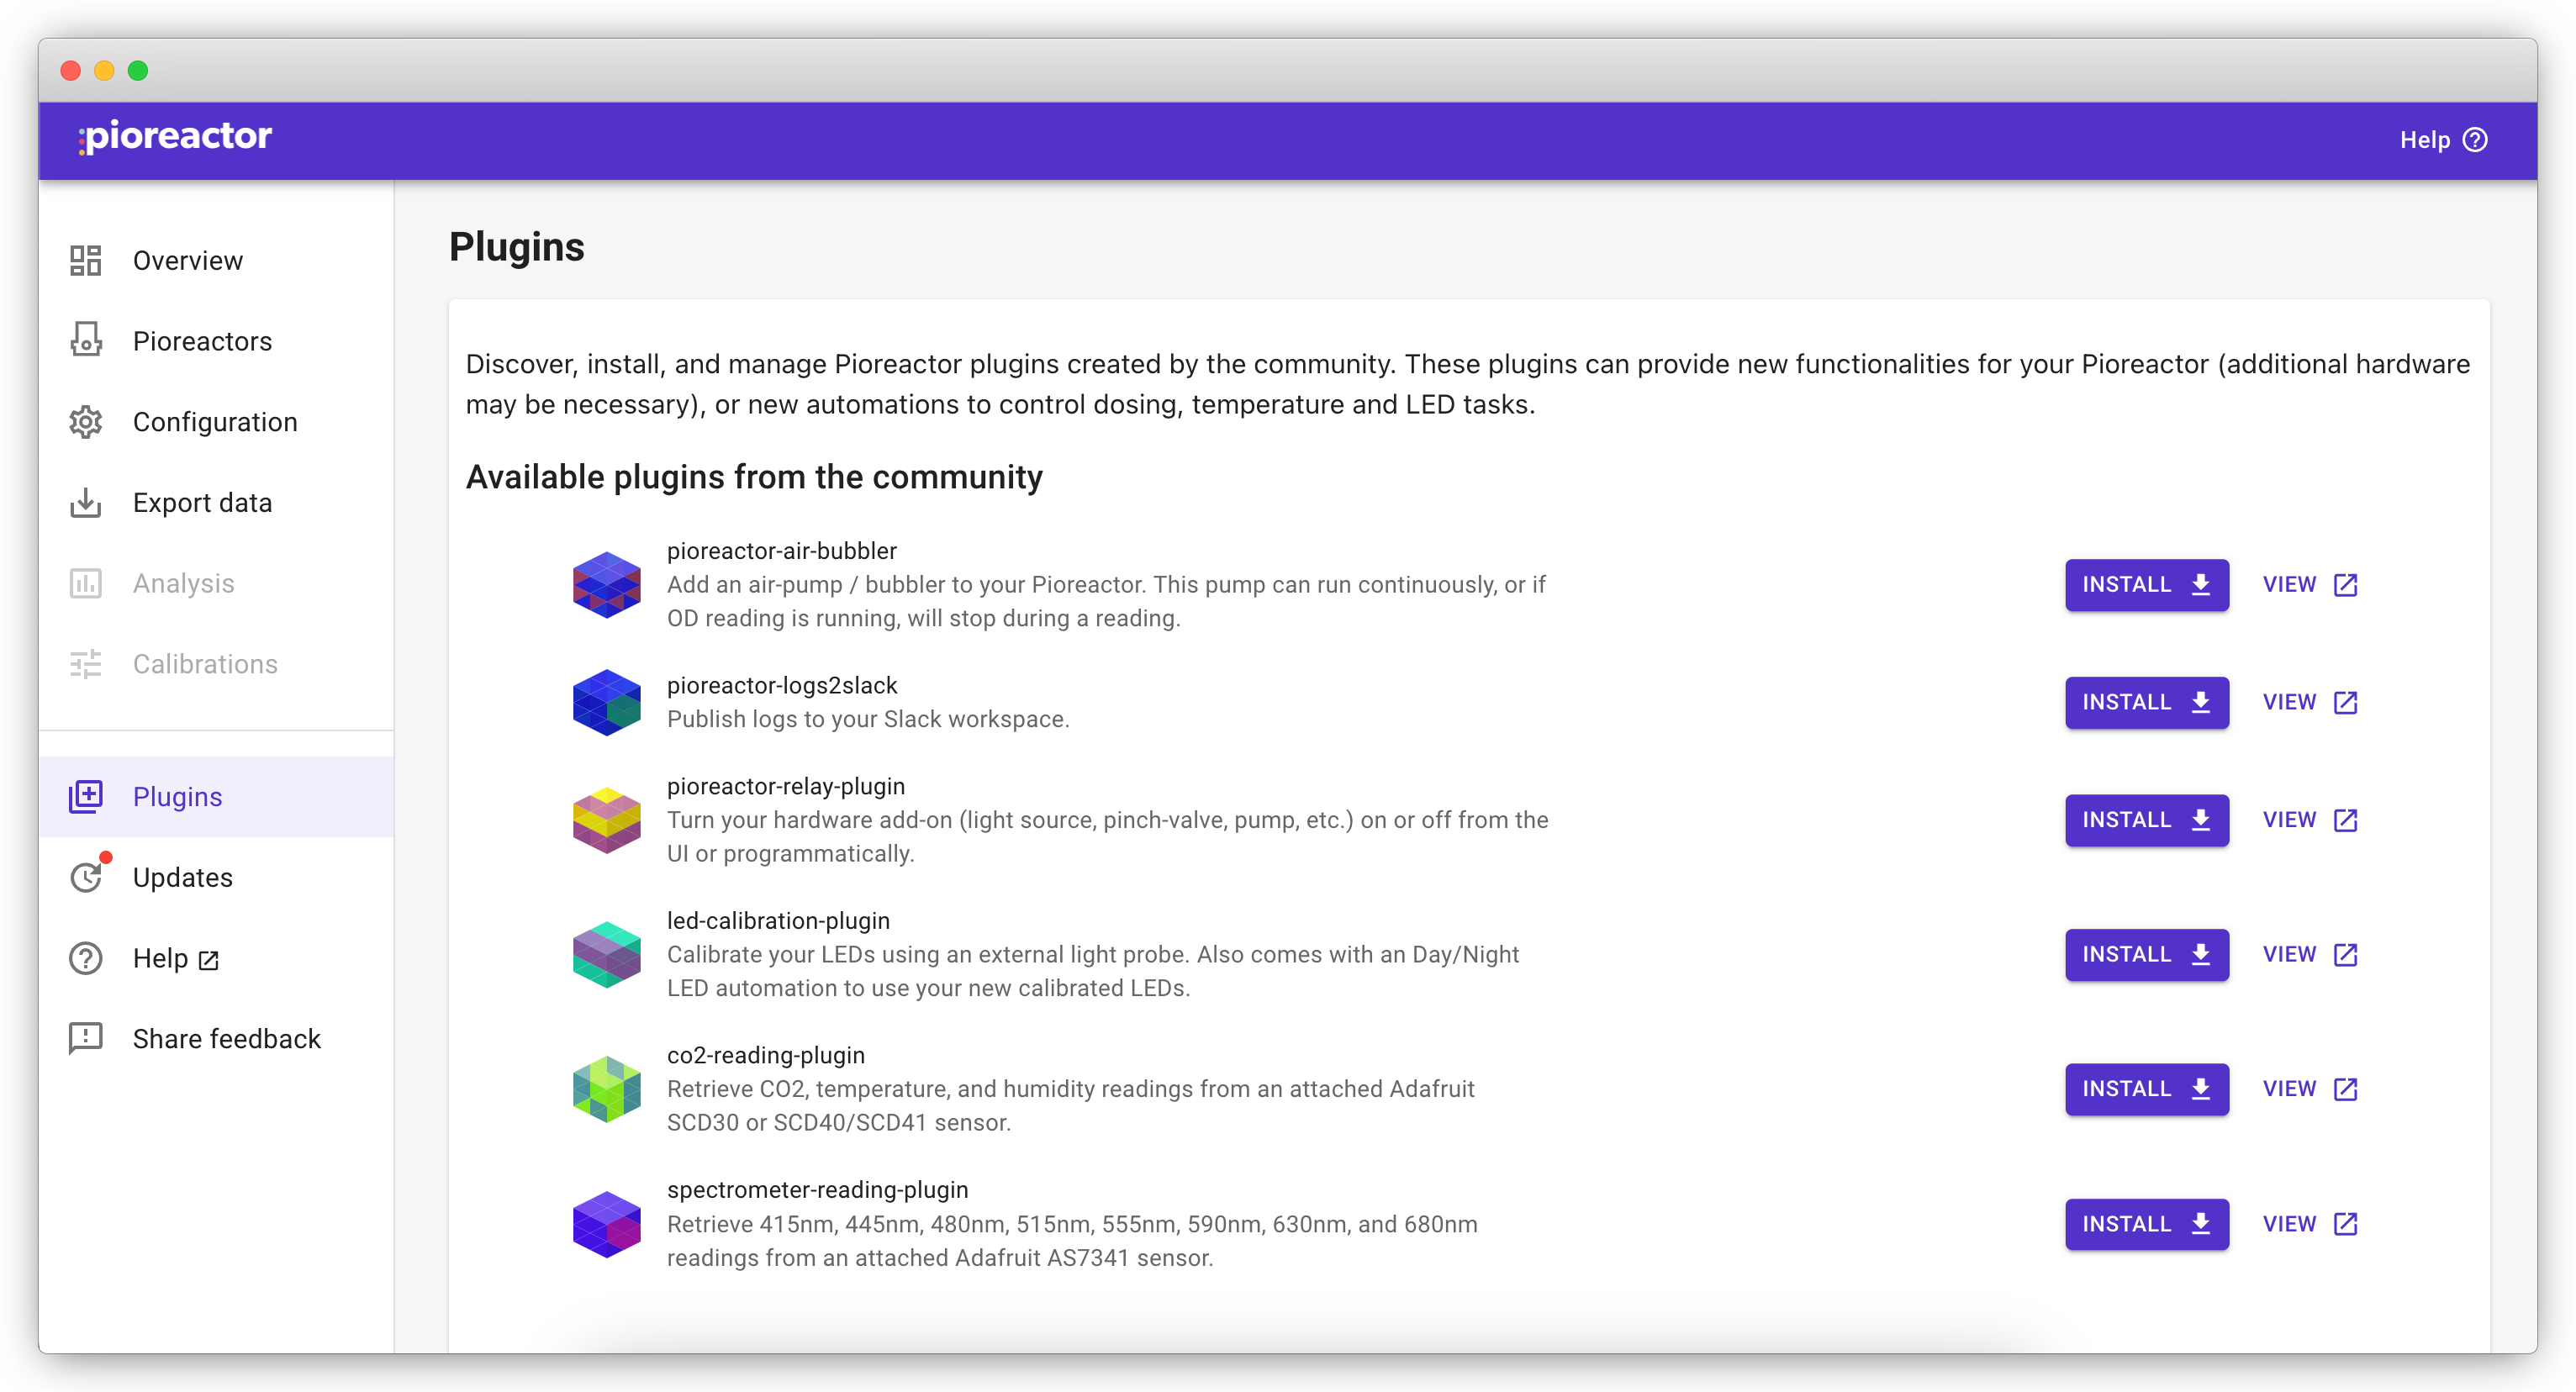 pioreactor
Help
Overview
Pioreactors
Configuration
Export data
Analysis
Calibrations
Plugins
Updates
Help
Share feedback
Plugins
Discover, install, and manage Pioreactor plugins created by the community. These plugins can provide new functionalities for your Pioreactor (additional hardware
may be necessary), or new automations to control dosing, temperature and LED tasks.
Available plugins from the community
pioreactor-air-bubbler
Add an air-pump / bubbler to your Pioreactor. This pump can run continuously, or if
OD reading is running, will stop during a reading.
INSTALL VIEW
pioreactor-logs2slack
Publish logs to your Slack workspace.
INSTALL VIEW
pioreactor-relay-plugin
Turn your hardware add-on (light source, pinch-valve, pump, etc.) on or off from the
UI or programmatically.
INSTALL VIEW
led-calibration-plugin
Calibrate your LEDs using an external light probe. Also comes with an Day/Night
LED automation to use your new calibrated LEDs.
INSTALL VIEW
co2-reading-plugin
Retrieve CO2, temperature, and humidity readings from an attached Adafruit
SCD30 or SCD40/SCD41 sensor.
INSTALL VIEW
spectrometer-reading-plugin
Retrieve 415nm, 445nm, 480nm, 515nm, 555nm, 590nm, 630nm, and 680nm
readings from an attached Adafruit AS7341 sensor.
INSTALL VIEW